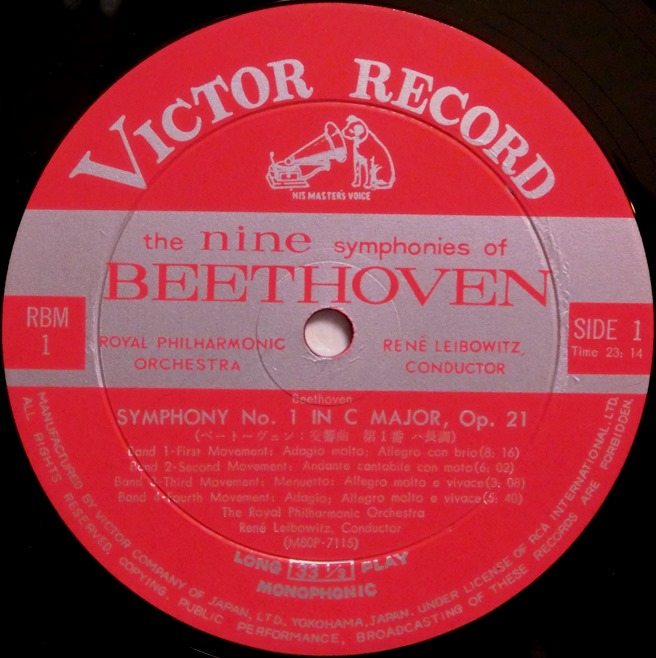 VICTOR RECORD
HIS MASTER'S VOICE
the nine symphonies of
BEETHOVEN
RBM
1
SIDE 1
Time 23: 14
ROYAL PHILHARMONIC
ORCHESTRA
RENÉ LEIBOWITZ,
CONDUCTOR
Beethoven
SYMPHONY No. 1 IN C MAJOR, Op. 21
(ベートーヴェン：交響曲 第1番 ハ長調)
Band 1-First Movement: Adagio molto; Allegro con brio(8: 16)
Band 2-Second Movement: Andante cantabile con moto(6: 02)
Band 3-Third Movement: Menuetto: Allegro molto e vivace(3: 08)
Band 4-Fourth Movement: Adagio; Allegro molto e vivace(5: 40)
The Royal Philharmonic Orchestra
René Leibowitz, Conductor
(M80P-7115)
LONG 33 1/3 PLAY
MONOPHONIC
MANUFACTURED BY VICTOR COMPANY OF JAPAN, LTD., YOKOHAMA, JAPAN. UNDER LICENSE OF RCA INTERNATIONAL, LTD.
ALL RIGHTS RESERVED, COPYING, PUBLIC PERFORMANCE, BROADCASTING OF THESE RECORDS ARE FORBIDDEN.